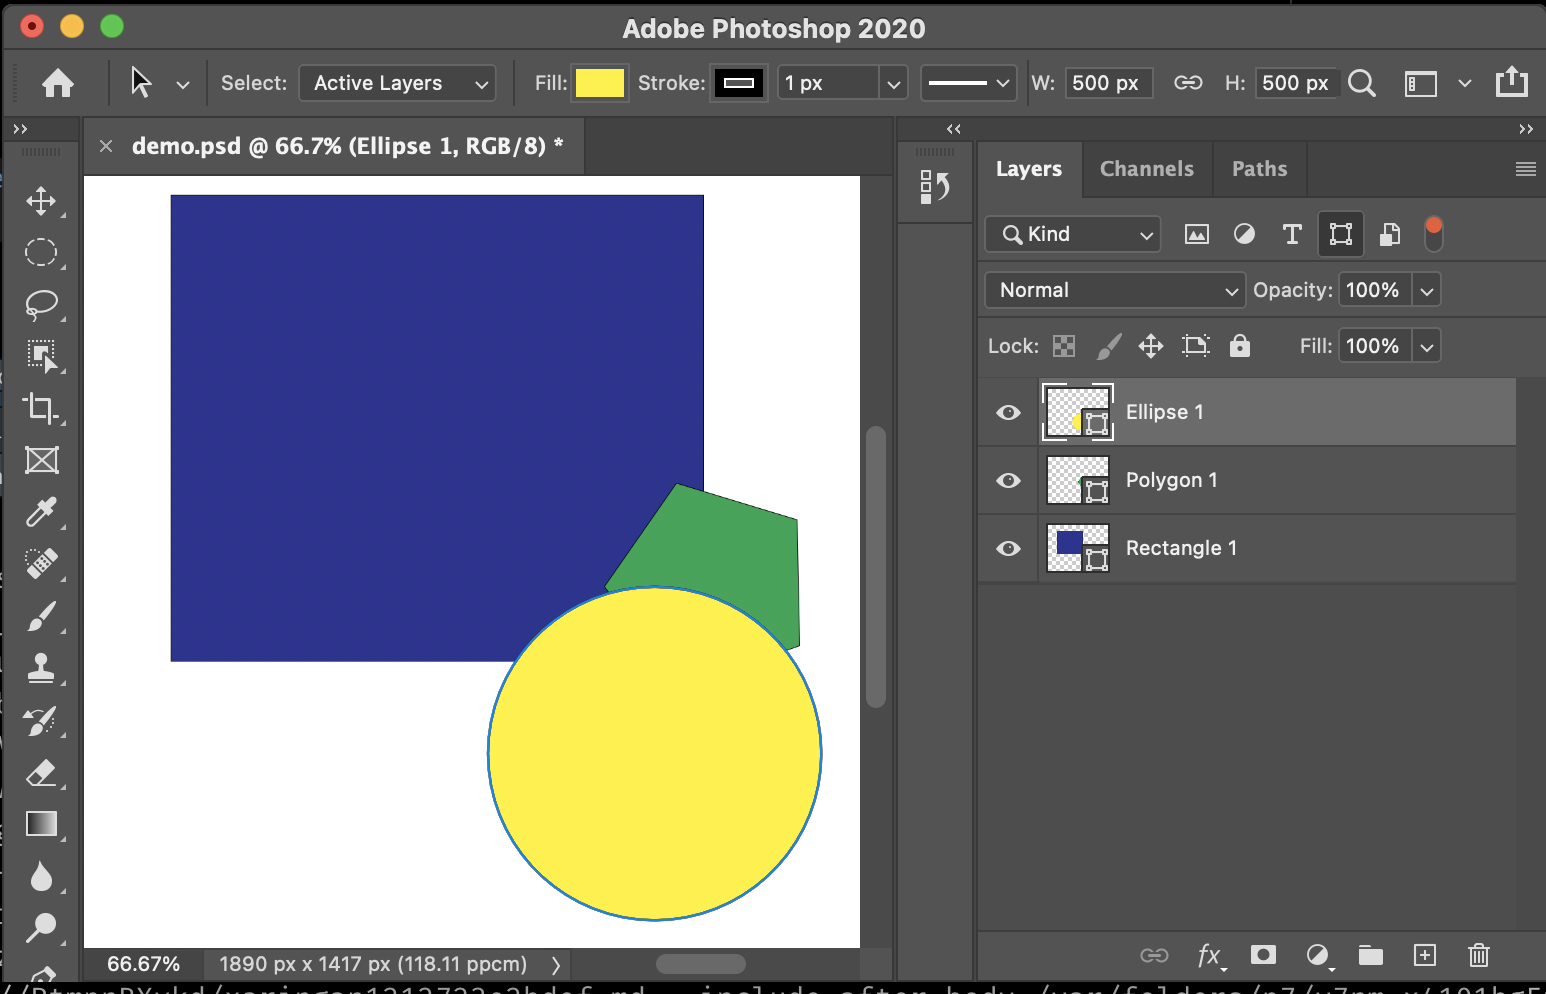 Adobe Photoshop 2020
Select: Active Layers Fill: Stroke: 1 px W: 500 px H: 500 px
demo.psd @ 66.7% (Ellipse 1, RGB/8) *
Layers Channels Paths
Kind
Normal Opacity: 100%
Lock: Fill: 100%
Ellipse 1
Polygon 1
Rectangle 1
fx
66.67% 1890 px x 1417 px (118.11 ppcm)